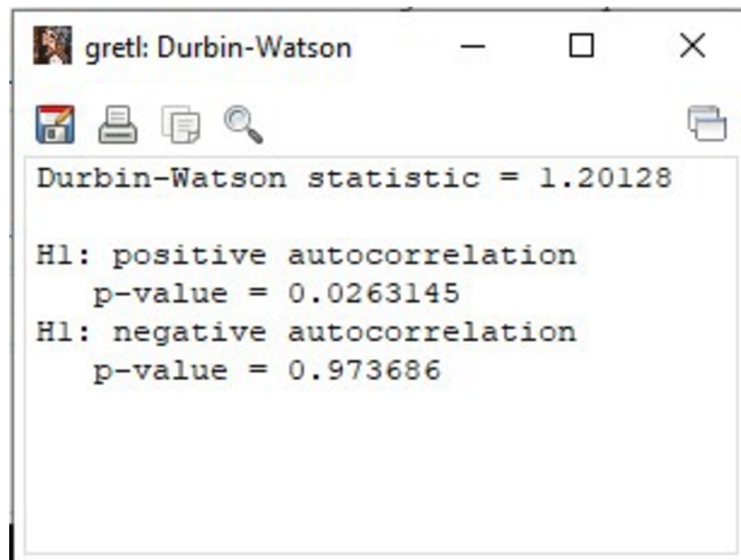 gretl: Durbin-Watson
Durbin-Watson statistic = 1.20128
H1: positive autocorrelation
p-value = 0.0263145
H1: negative autocorrelation
p-value = 0.973686